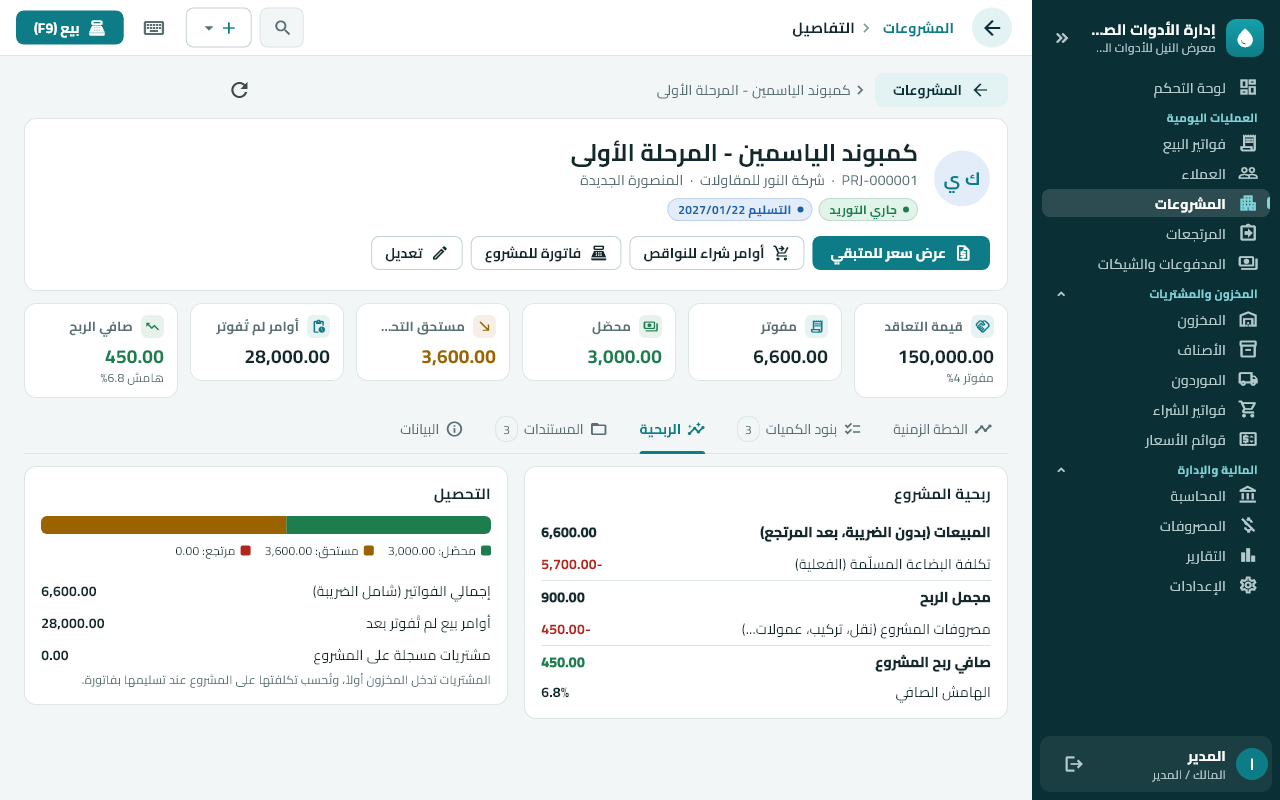 إدارة الأدوات الصـ...
معرض النيل للأدوات الـ...
لوحة التحكم
العمليات اليومية
فواتير البيع
العملاء
المشروعات
المرتجعات
المدفوعات والشيكات
المخزون والمشتريات
المخزون
الأصناف
الموردون
فواتير الشراء
قوائم الأسعار
المالية والإدارة
المحاسبة
المصروفات
التقارير
الإعدادات
ا
المدير
المالك / المدير
المشروعات
التفاصيل
بيع (F9)
المشروعات
كمبوند الياسمين - المرحلة الأولى
ك ي
كمبوند الياسمين - المرحلة الأولى
PRJ-000001 · شركة النور للمقاولات · المنصورة الجديدة
جاري التوريد
التسليم 2027/01/22
عرض سعر للمتبقي
أوامر شراء للنواقص
فاتورة للمشروع
تعديل
قيمة التعاقد
150,000.00
مفوتر 4%
مفوتر
6,600.00
محصّل
3,000.00
مستحق التحـ...
3,600.00
أوامر لم تُفوتر
28,000.00
صافي الربح
450.00
هامش 6.8%
الخطة الزمنية
بنود الكميات 3
الربحية
المستندات 3
البيانات
ربحية المشروع
المبيعات (بدون الضريبة، بعد المرتجع) 6,600.00
تكلفة البضاعة المسلّمة (الفعلية) -5,700.00
مجمل الربح 900.00
مصروفات المشروع (نقل، تركيب، عمولات...) -450.00
صافي ربح المشروع 450.00
الهامش الصافي 6.8%
التحصيل
محصّل: 3,000.00
مستحق: 3,600.00
مرتجع: 0.00
إجمالي الفواتير (شامل الضريبة) 6,600.00
أوامر بيع لم تُفوتر بعد 28,000.00
مشتريات مسجلة على المشروع 0.00
المشتريات تدخل المخزون أولاً، وتُحسب تكلفتها على المشروع عند تسليمها بفاتورة.